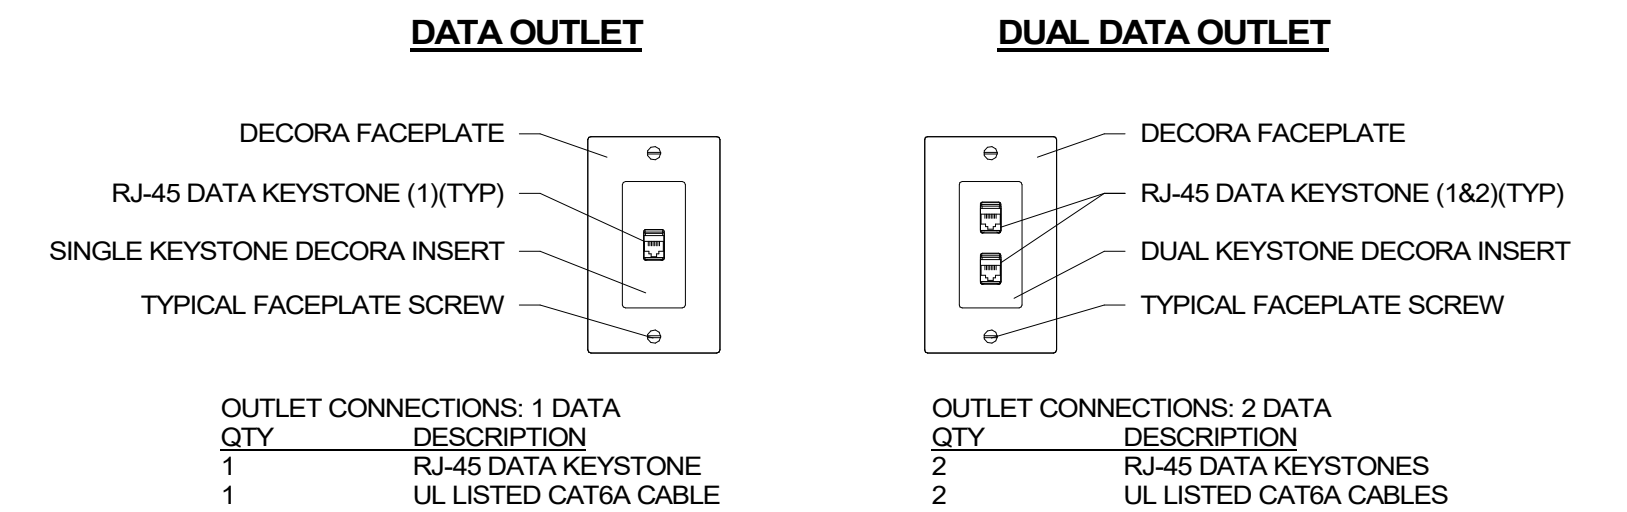 DATA OUTLET
DECORA FACEPLATE
RJ-45 DATA KEYSTONE (1)(TYP)
SINGLE KEYSTONE DECORA INSERT
TYPICAL FACEPLATE SCREW
OUTLET CONNECTIONS: 1 DATA
QTY DESCRIPTION
1 RJ-45 DATA KEYSTONE
1 UL LISTED CAT6A CABLE
DUAL DATA OUTLET
DECORA FACEPLATE
RJ-45 DATA KEYSTONE (1&2)(TYP)
DUAL KEYSTONE DECORA INSERT
TYPICAL FACEPLATE SCREW
OUTLET CONNECTIONS: 2 DATA
QTY DESCRIPTION
2 RJ-45 DATA KEYSTONES
2 UL LISTED CAT6A CABLES